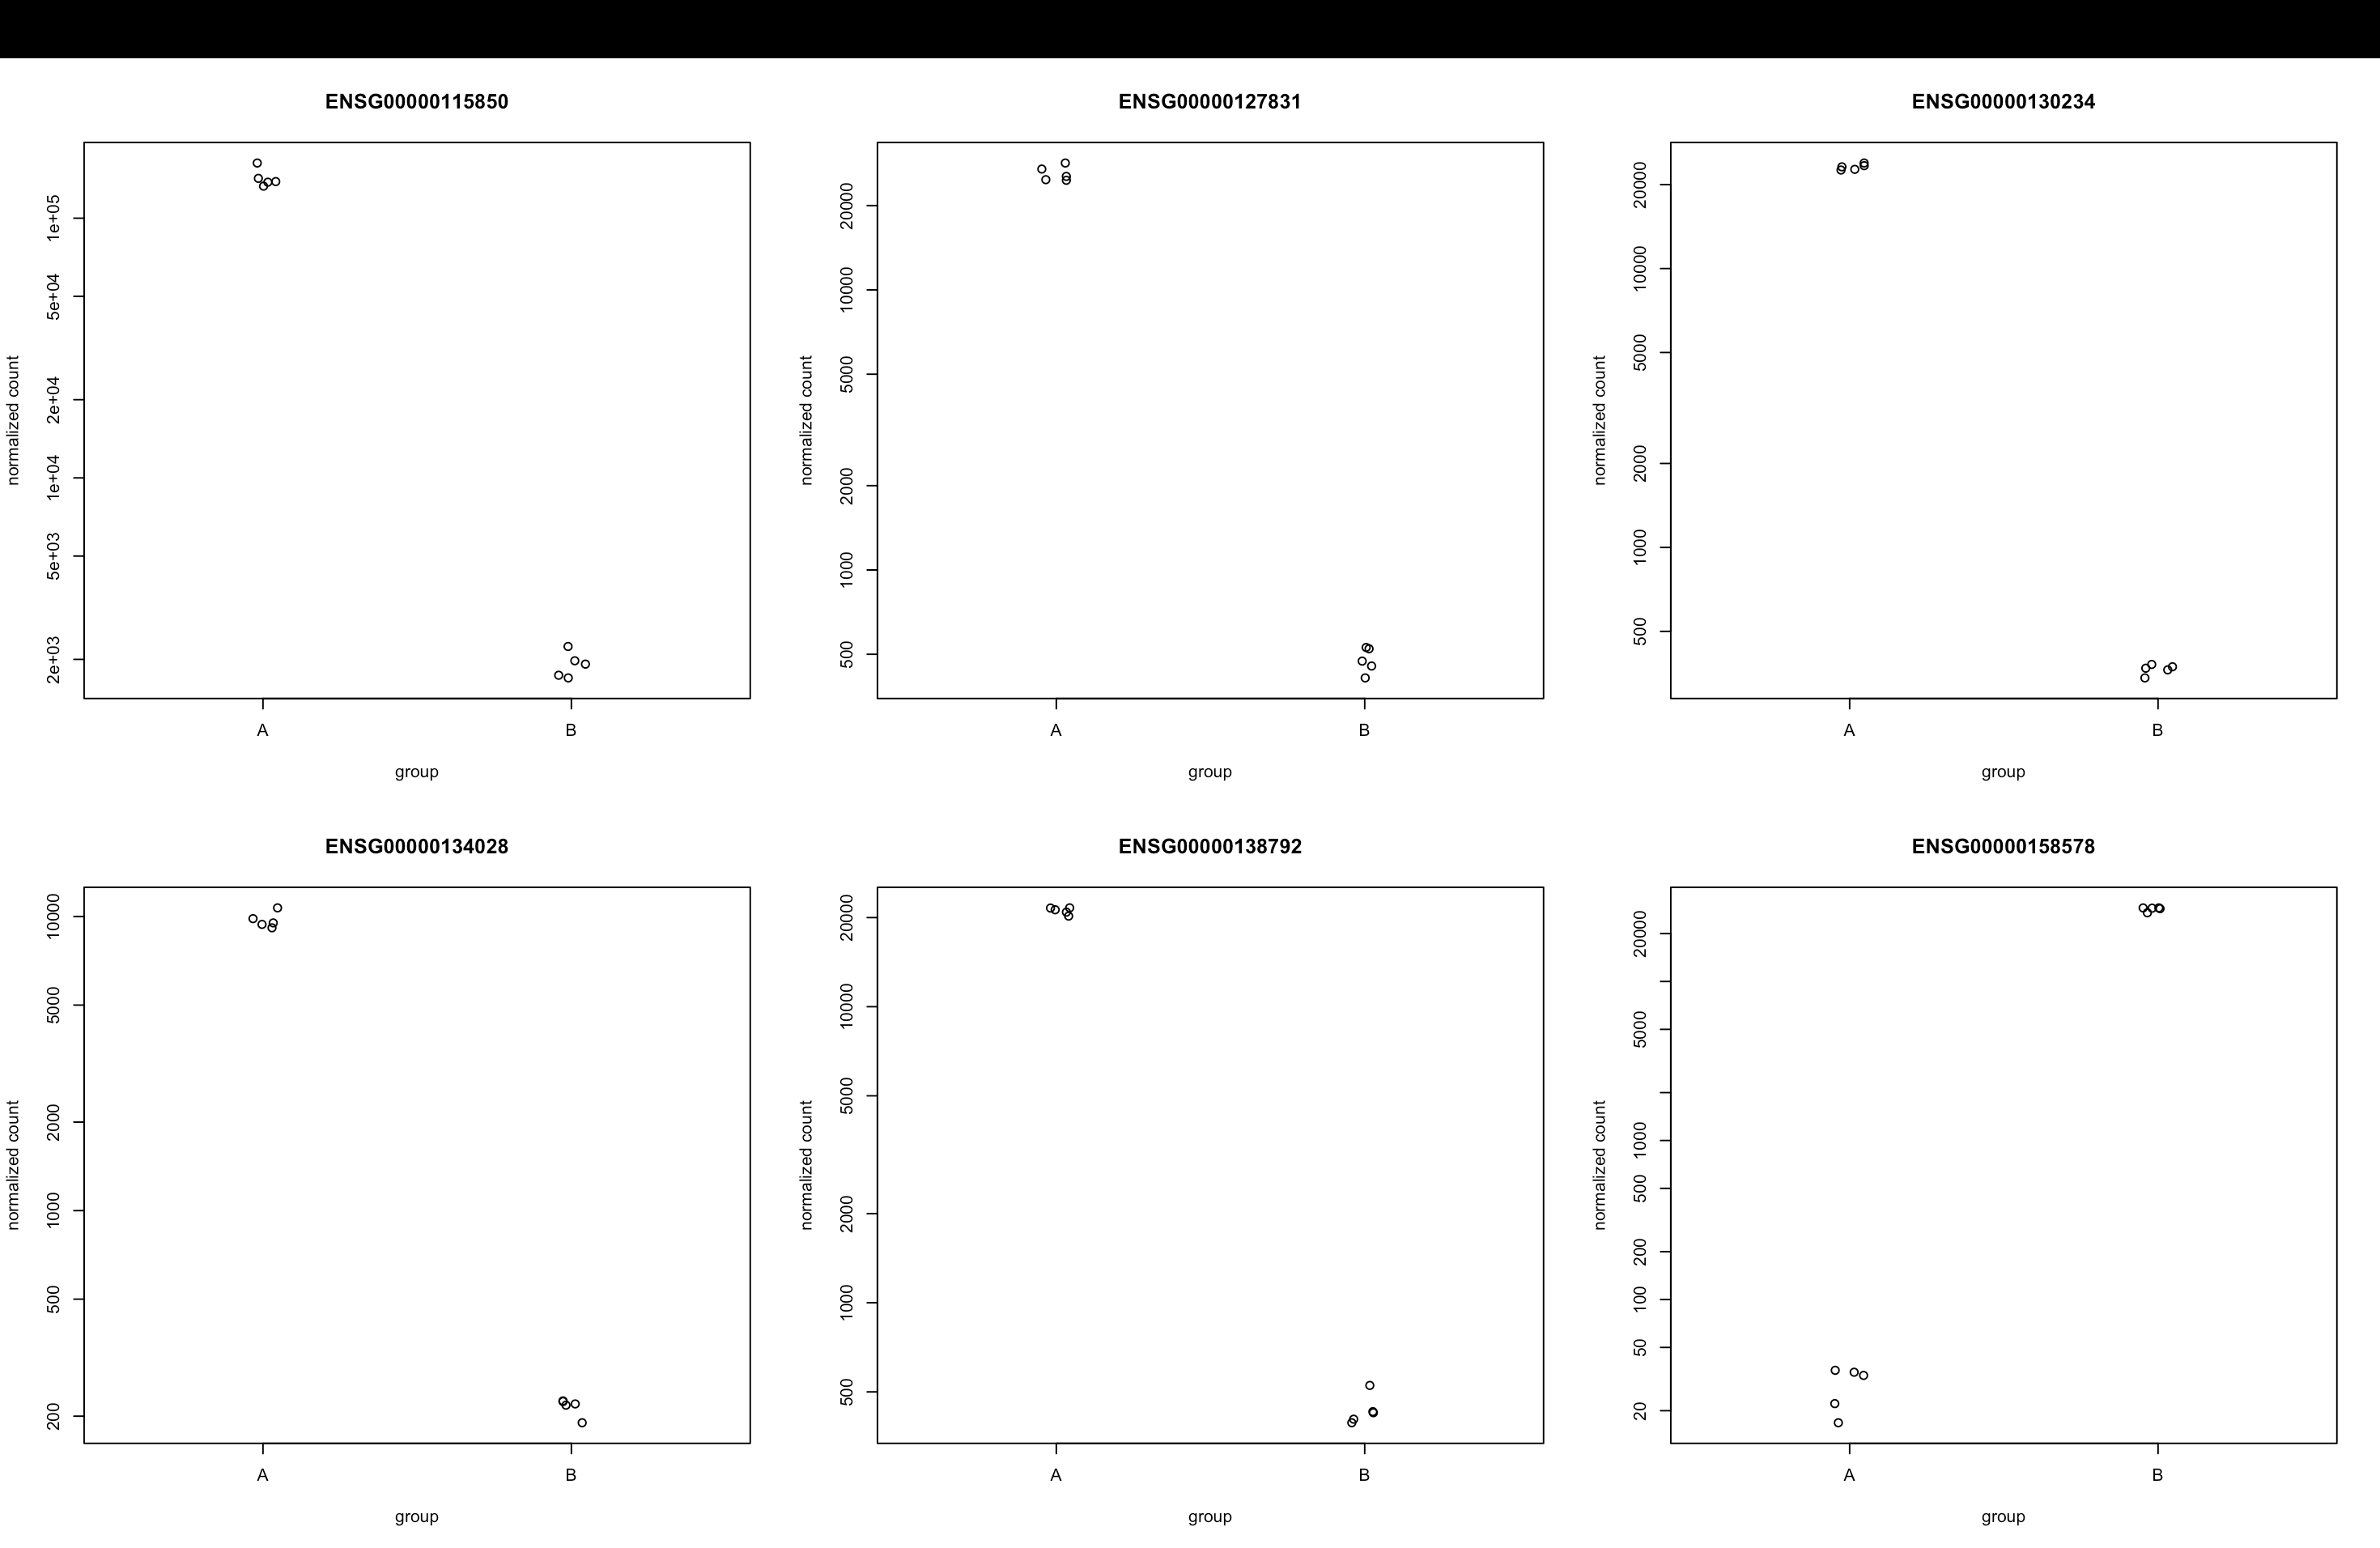 ENSG00000115850
normalized count
1e+05
5e+04
2e+04
1e+04
5e+03
2e+03
A
B
group
ENSG00000127831
normalized count
20000
10000
5000
2000
1000
500
A
B
group
ENSG00000130234
normalized count
20000
10000
5000
2000
1000
500
A
B
group
ENSG00000134028
normalized count
10000
5000
2000
1000
500
200
A
B
group
ENSG00000138792
normalized count
20000
10000
5000
2000
1000
500
A
B
group
ENSG00000158578
normalized count
20000
5000
1000
500
200
100
50
20
A
B
group